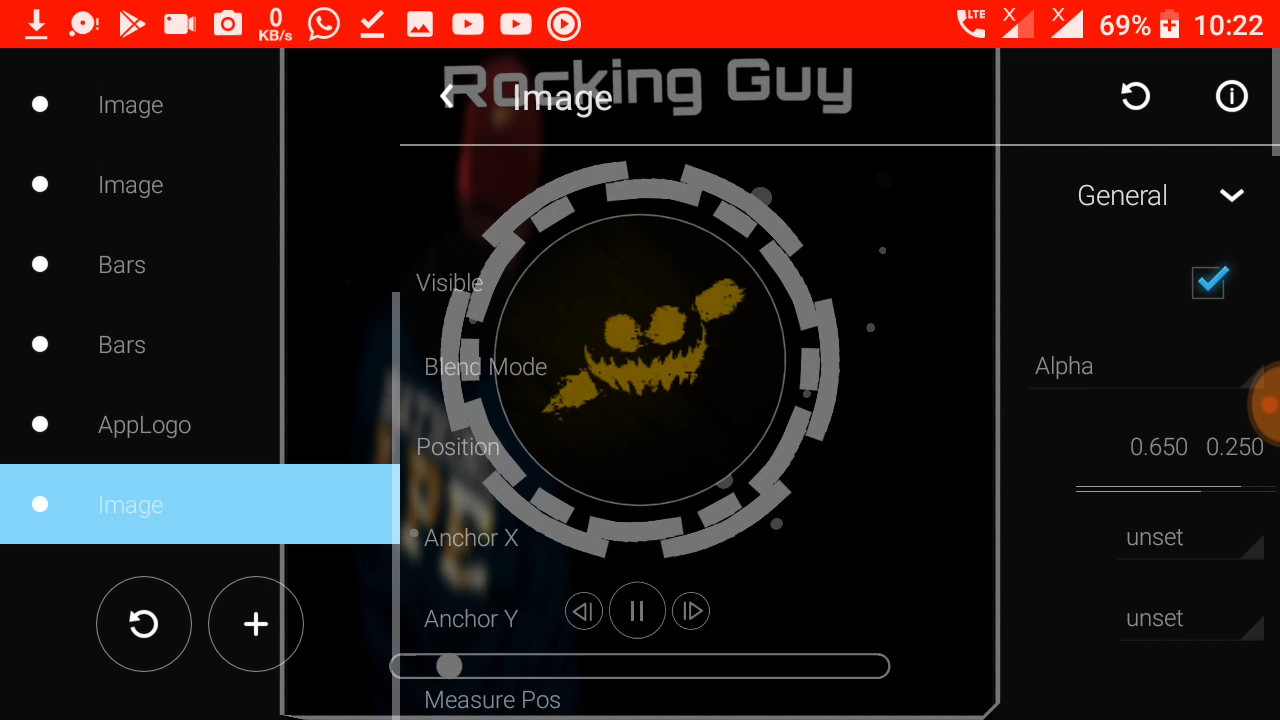 0
KB/s
LTE
X
X
69%
10:22
Rocking Guy
Image
Image
Image
Bars
Bars
AppLogo
Image
General
Visible
Blend Mode
Alpha
Position
0.650 0.250
Anchor X
unset
Anchor Y
unset
Measure Pos